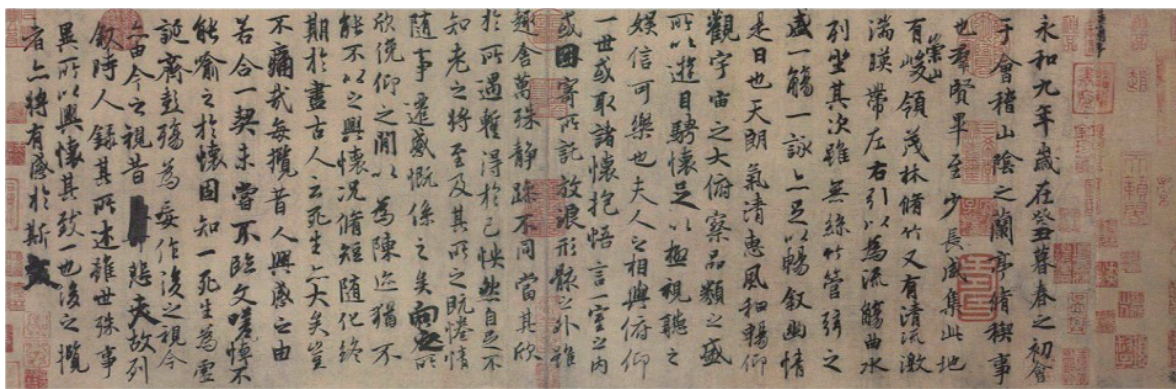 永和九年歲在癸丑暮春之初會
于會稽山陰之蘭亭脩稧事
也羣賢畢至少長咸集此地
有崇山峻領茂林脩竹又有清流激
湍暎帶左右引以為流觴曲水
列坐其次雖無絲竹管弦之
盛一觴一詠亦足以暢敘幽情
是日也天朗氣清惠風和暢仰
觀宇宙之大俯察品類之盛
所以遊目騁懷足以極視聽之
娛信可樂也夫人之相與俯仰
一世或取諸懷抱悟言一室之內
或因寄所託放浪形骸之外雖
趣舍萬殊靜躁不同當其欣
於所遇暫得於己怏然自足不
知老之將至及其所之既惓情
隨事遷感慨係之矣向之所
欣俛仰之閒以為陳迹猶不
能不以之興懷況脩短隨化終
期於盡古人云死生亦大矣豈
不痛哉每攬昔人興感之由
若合一契未嘗不臨文嗟悼不
能喻之於懷固知一死生為虛
誕齊彭殤為妄作後之視今
亦由今之視昔悲夫故列
敘時人錄其所述雖世殊事
異所以興懷其致一也後之攬
者亦將有感於斯文